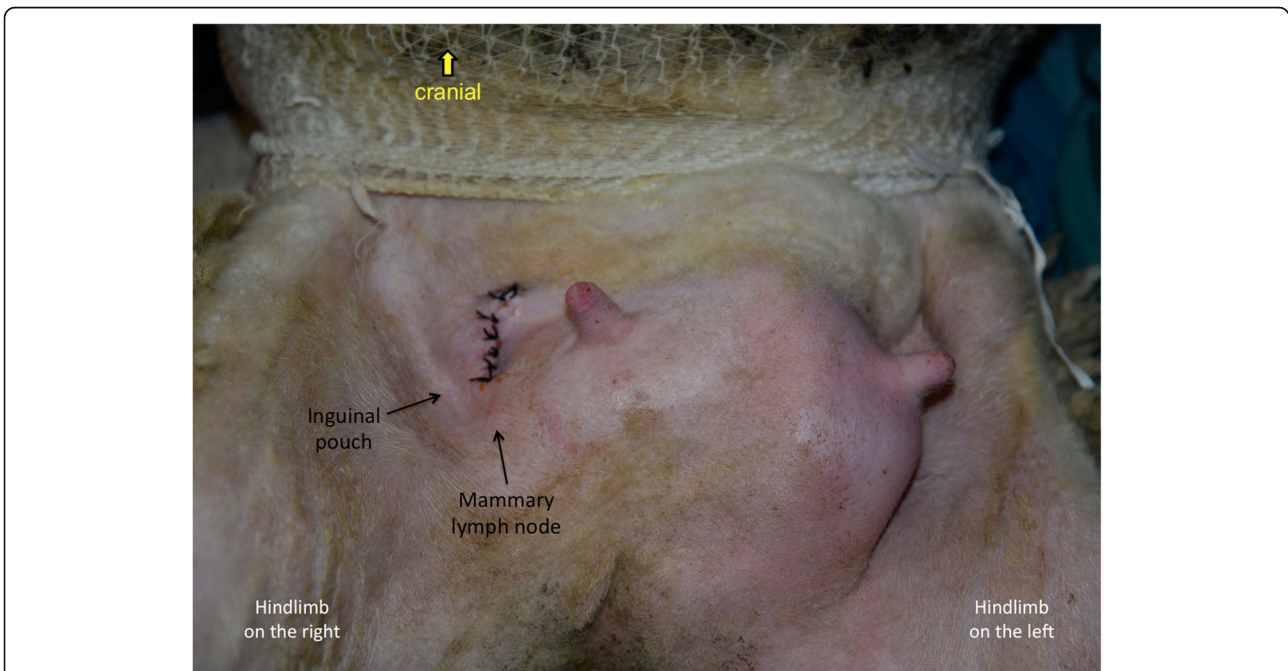 cranial
Inguinal
pouch
Mammary
lymph node
Hindlimb
on the right
Hindlimb
on the left